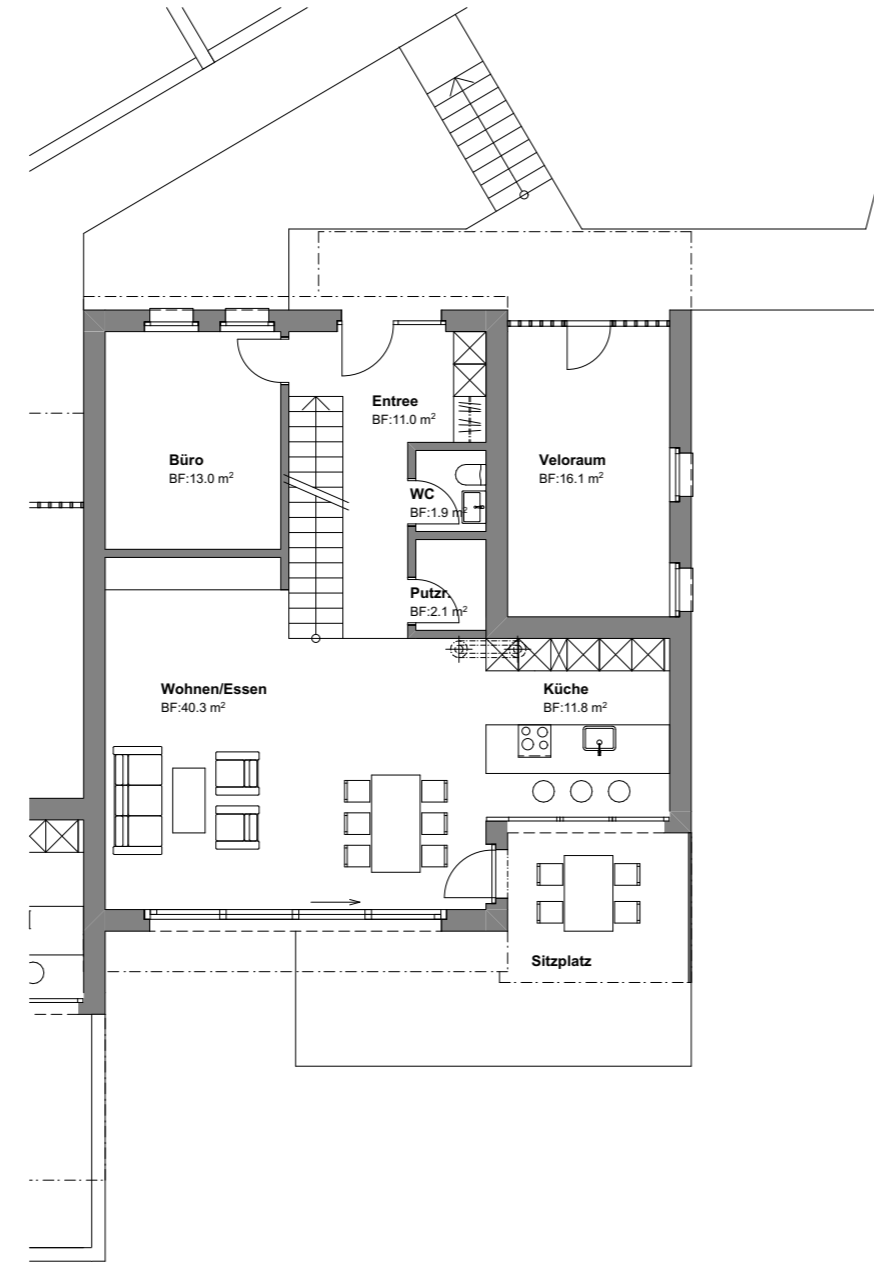 Entree
BF:11.0 m²
Büro
BF:13.0 m²
Veloraum
BF:16.1 m²
WC
BF:1.9 m²
Putzr.
BF:2.1 m²
Wohnen/Essen
BF:40.3 m²
Küche
BF:11.8 m²
Sitzplatz